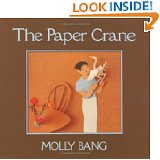 LOOK INSIDE!
The Paper Crane
MOLLY BANG